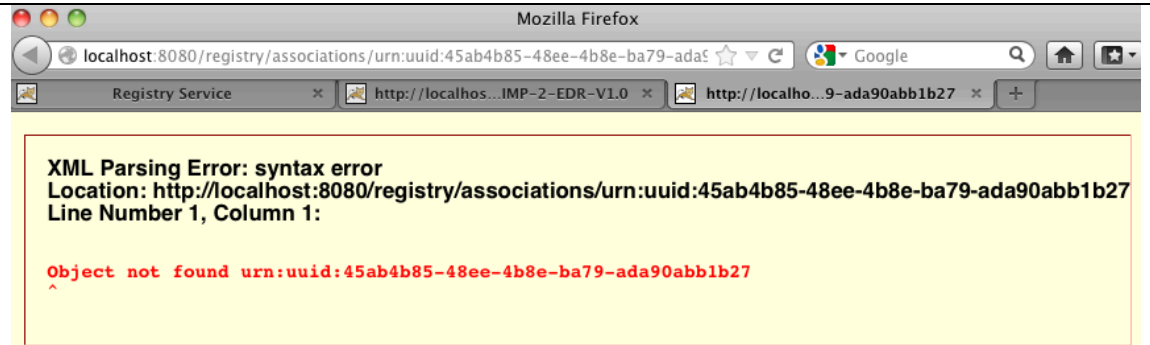 Mozilla Firefox
localhost:8080/registry/associations/urn:uuid:45ab4b85-48ee-4b8e-ba79-ada9
Google
Registry Service
http://localhos...IMP-2-EDR-V1.0
http://localho...9-ada90abb1b27
XML Parsing Error: syntax error
Location: http://localhost:8080/registry/associations/urn:uuid:45ab4b85-48ee-4b8e-ba79-ada90abb1b27
Line Number 1, Column 1:
Object not found urn:uuid:45ab4b85-48ee-4b8e-ba79-ada90abb1b27
^